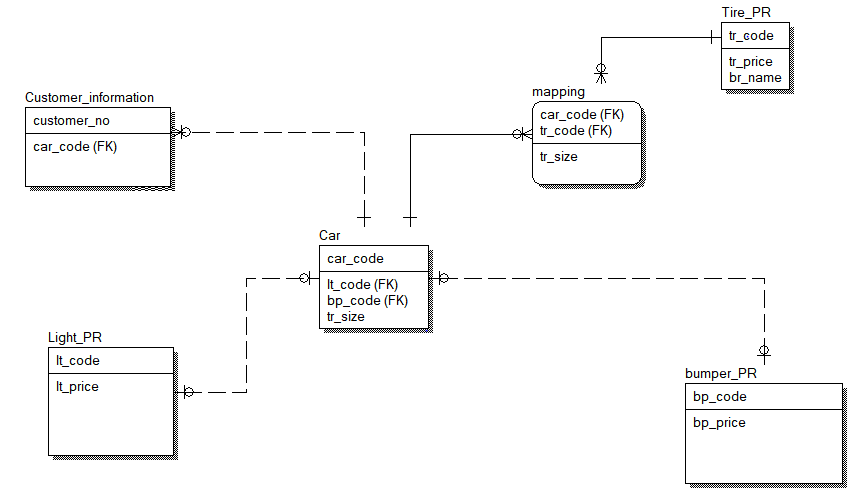 Tire_PR
tr_code
tr_price
br_name
mapping
car_code (FK)
tr_code (FK)
tr_size
Customer_information
customer_no
car_code (FK)
Car
car_code
lt_code (FK)
bp_code (FK)
tr_size
Light_PR
lt_code
lt_price
bumper_PR
bp_code
bp_price